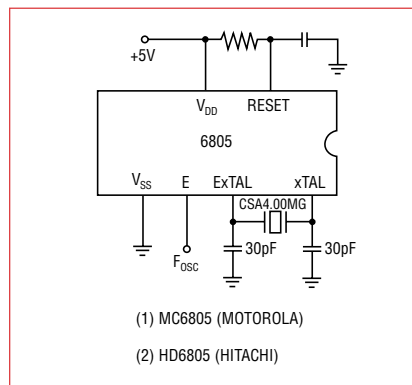 +5V
V_DD RESET
6805
V_SS E ExTAL xTAL
CSA4.00MG
30pF 30pF
F_OSC
(1) MC6805 (MOTOROLA)
(2) HD6805 (HITACHI)